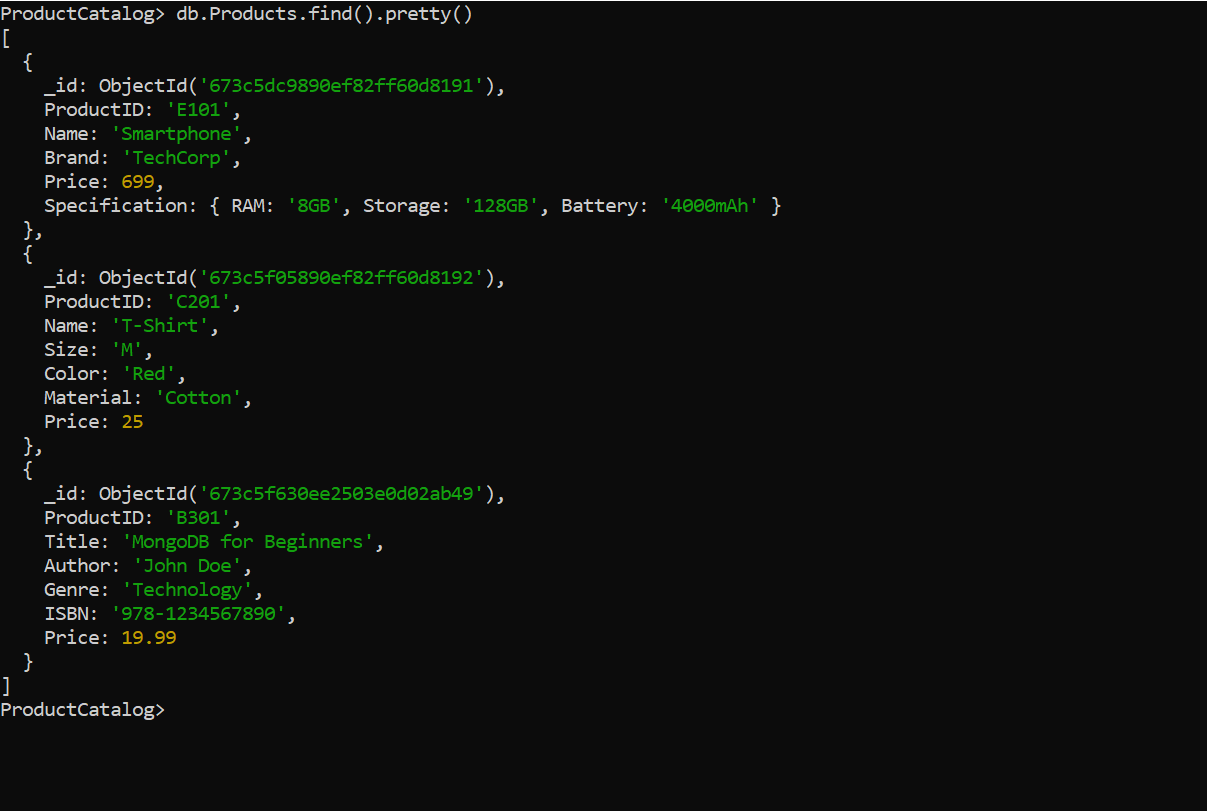 ProductCatalog> db.Products.find().pretty()
[
  {
    _id: ObjectId('673c5dc9890ef82ff60d8191'),
    ProductID: 'E101',
    Name: 'Smartphone',
    Brand: 'TechCorp',
    Price: 699,
    Specification: { RAM: '8GB', Storage: '128GB', Battery: '4000mAh' }
  },
  {
    _id: ObjectId('673c5f05890ef82ff60d8192'),
    ProductID: 'C201',
    Name: 'T-Shirt',
    Size: 'M',
    Color: 'Red',
    Material: 'Cotton',
    Price: 25
  },
  {
    _id: ObjectId('673c5f630ee2503e0d02ab49'),
    ProductID: 'B301',
    Title: 'MongoDB for Beginners',
    Author: 'John Doe',
    Genre: 'Technology',
    ISBN: '978-1234567890',
    Price: 19.99
  }
]
ProductCatalog>